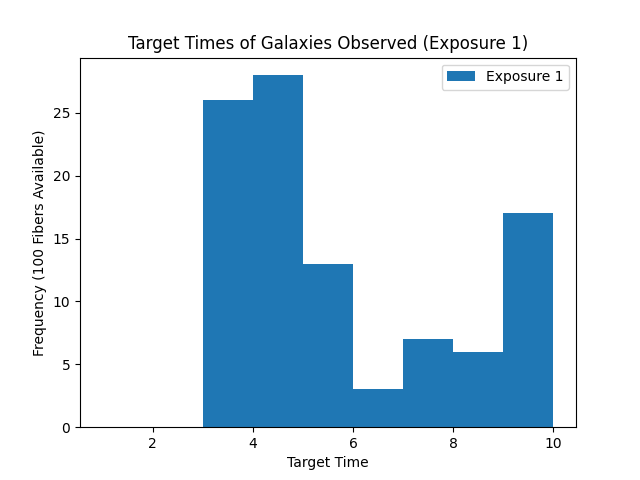 Target Times of Galaxies Observed (Exposure 1)
Exposure 1
Frequency (100 Fibers Available)
25
20
15
10
5
0
2 4 6 8 10
Target Time